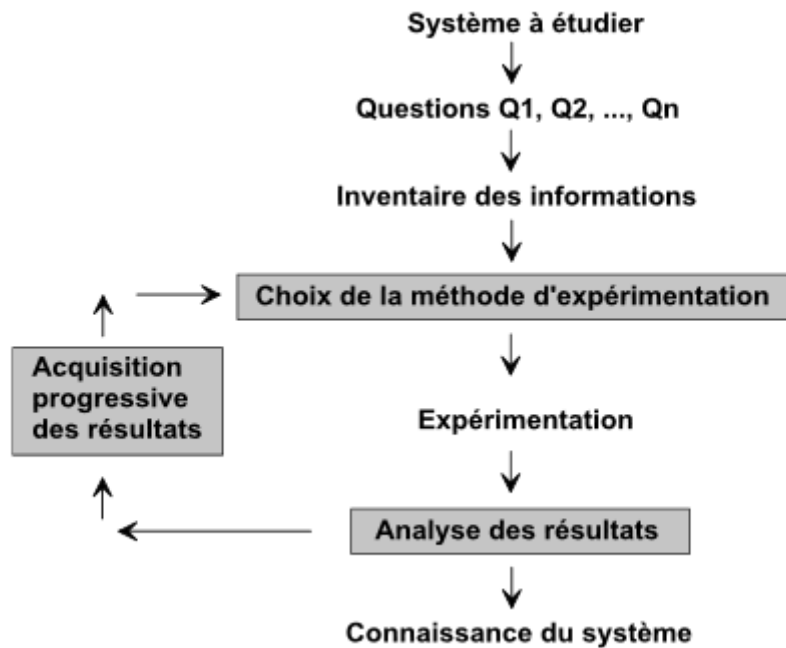 Système à étudier
Questions Q1, Q2, ..., Qn
Inventaire des informations
Choix de la méthode d'expérimentation
Acquisition
progressive
des résultats
Expérimentation
Analyse des résultats
Connaissance du système